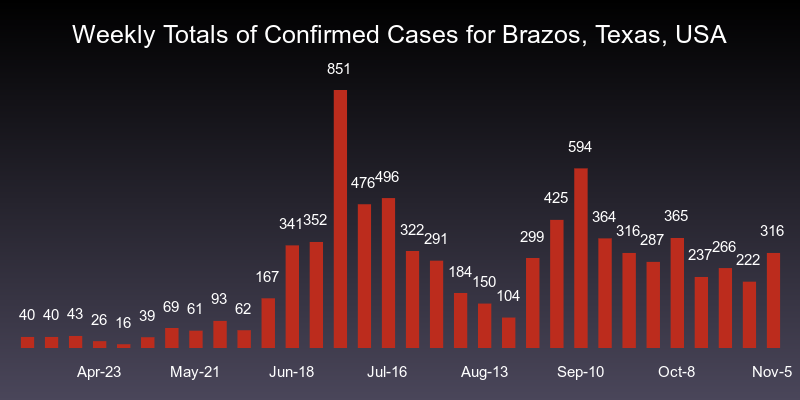 Weekly Totals of Confirmed Cases for Brazos, Texas, USA
40 40 43 26 16 39 69 61 93 62 167 341 352 851 476 496 322 291 184 150 104 299 425 594 364 316 287 365 237 266 222 316
Apr-23 May-21 Jun-18 Jul-16 Aug-13 Sep-10 Oct-8 Nov-5